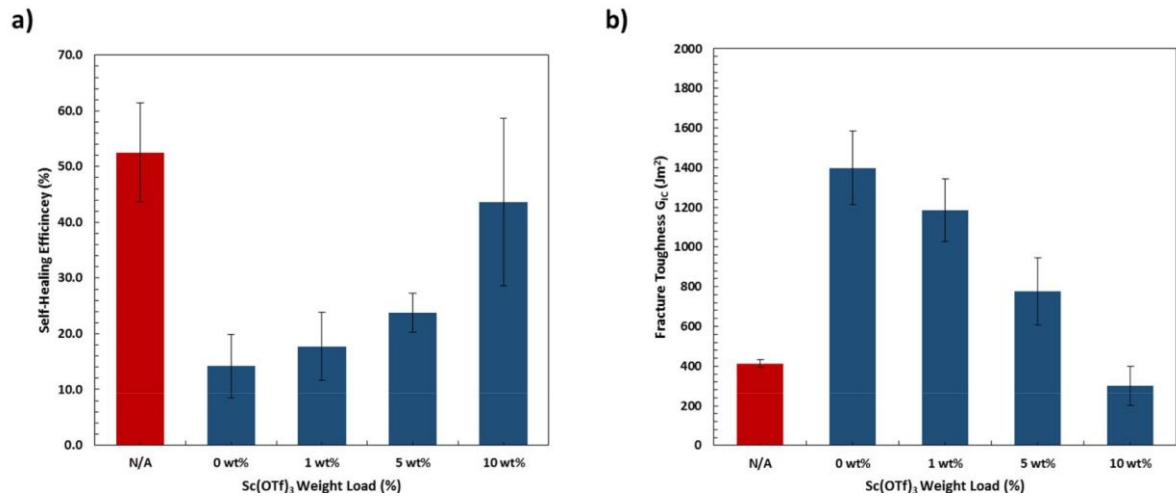 a)
70.0
60.0
50.0
40.0
30.0
20.0
10.0
0.0
Self-Healing Efficincey (%)
N/A 0 wt% 1 wt% 5 wt% 10 wt%
Sc(OTf)3 Weight Load (%)
b)
2000
1800
1600
1400
1200
1000
800
600
400
200
0
Fracture Toughness GIC (Jm2)
N/A 0 wt% 1 wt% 5 wt% 10 wt%
Sc(OTf)3 Weight Load (%)